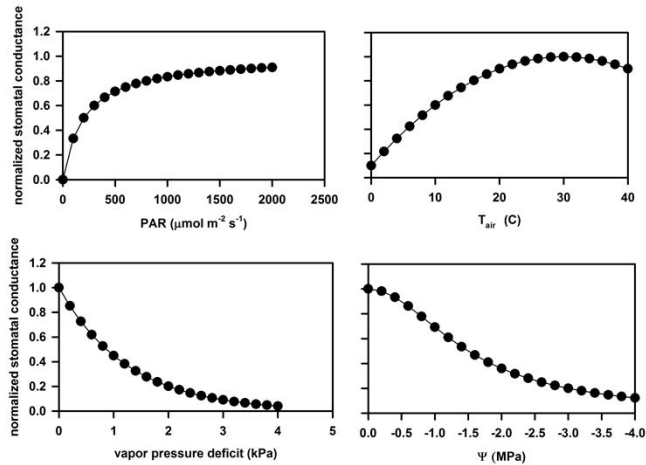 normalized stomatal conductance
1.2
1.0
0.8
0.6
0.4
0.2
0.0
0 500 1000 1500 2000 2500
PAR (μmol m⁻² s⁻¹)
0 10 20 30 40
T_air (C)
normalized stomatal conductance
1.2
1.0
0.8
0.6
0.4
0.2
0.0
0 1 2 3 4 5
vapor pressure deficit (kPa)
0.0 -0.5 -1.0 -1.5 -2.0 -2.5 -3.0 -3.5 -4.0
Ψ (MPa)